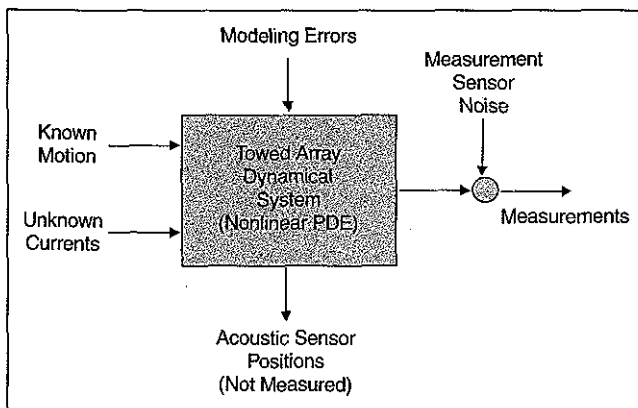 Modeling Errors
Measurement
Sensor
Noise
Known
Motion
Towed Array
Dynamical
System
(Nonlinear PDE)
Unknown
Currents
Measurements
Acoustic Sensor
Positions
(Not Measured)